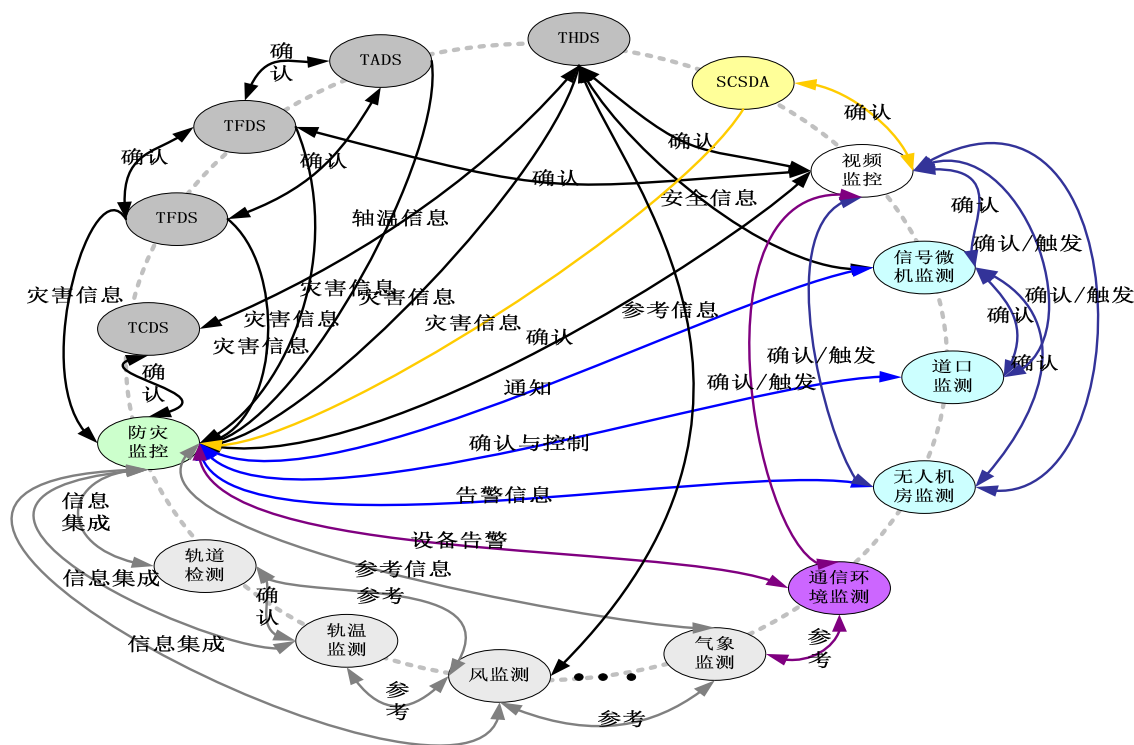 THDS
确
认
TADS
SCSDA
确认
TFDS
确认
确认
确认
视频
监控
确认
TFDS
轴温信息
安全信息
确认
确认/触发
信号微
机监测
灾害信息
灾害信息
灾害信息
确认/触发
TCDS
灾害信息
灾害信息
灾害信息
参考信息
确认
确认
确认/触发
确认
道口
监测
确
认
通知
确认/触发
防灾
监控
确认与控制
无人机
房监测
信息
集成
告警信息
设备告警
轨道
检测
信息集成
参考信息
参考
通信环
境监测
确
认
轨温
监测
信息集成
气象
监测
参
考
风监测
参
考
参考